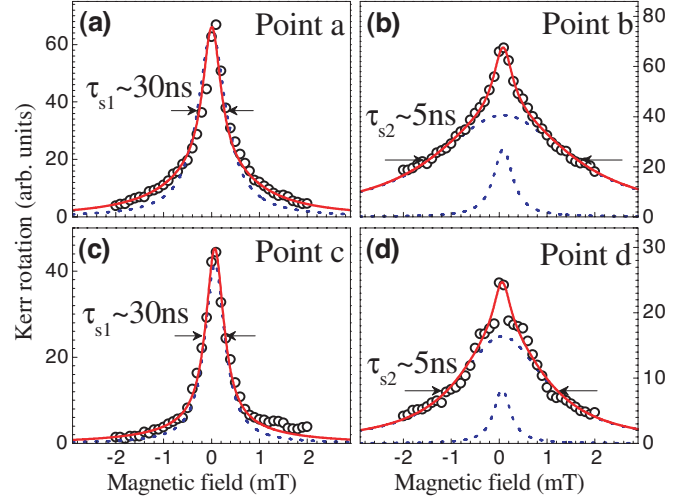 (a) Point a
τs1~30ns
60
40
20
0
(b) Point b
τs2~5ns
80
60
40
20
0
Kerr rotation (arb. units)
(c) Point c
τs1~30ns
40
20
0
-2 -1 0 1 2
Magnetic field (mT)
(d) Point d
τs2~5ns
30
20
10
0
-2 -1 0 1 2
Magnetic field (mT)